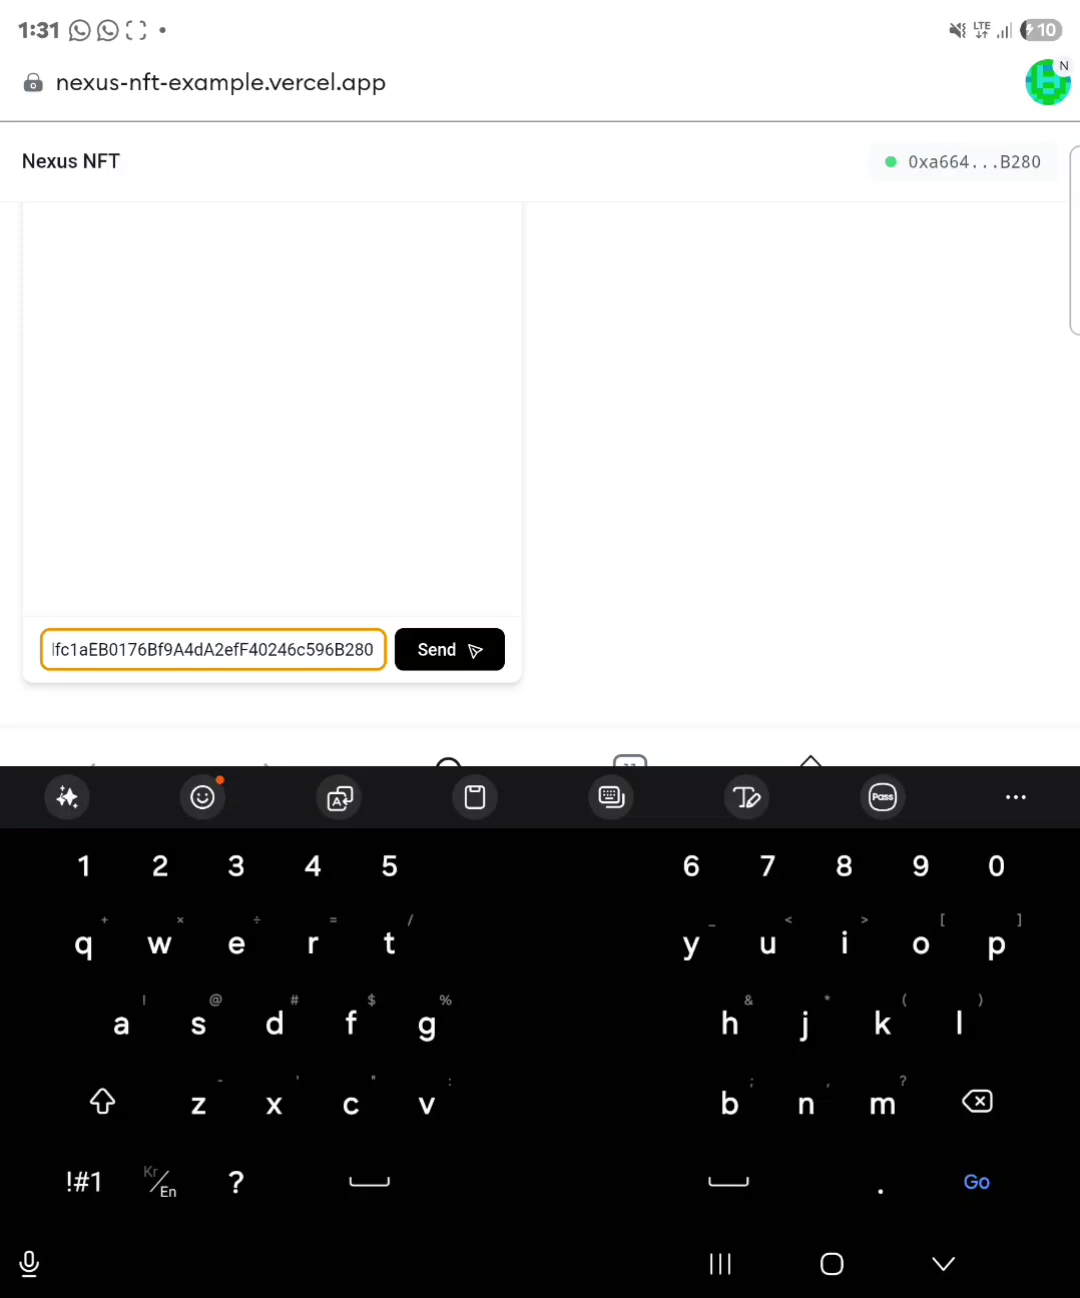 1:31
LTE
10
nexus-nft-example.vercel.app
N
Nexus NFT
0xa664...B280
lfc1aEB0176Bf9A4dA2efF40246c596B280
Send
Pass
1 2 3 4 5 6 7 8 9 0
+ × ÷ = / _ < > [ ]
q w e r t y u i o p
! @ # $ % & * ( )
a s d f g h j k l
- ' " : ; , ?
z x c v b n m
!#1 Kr/En ? . Go